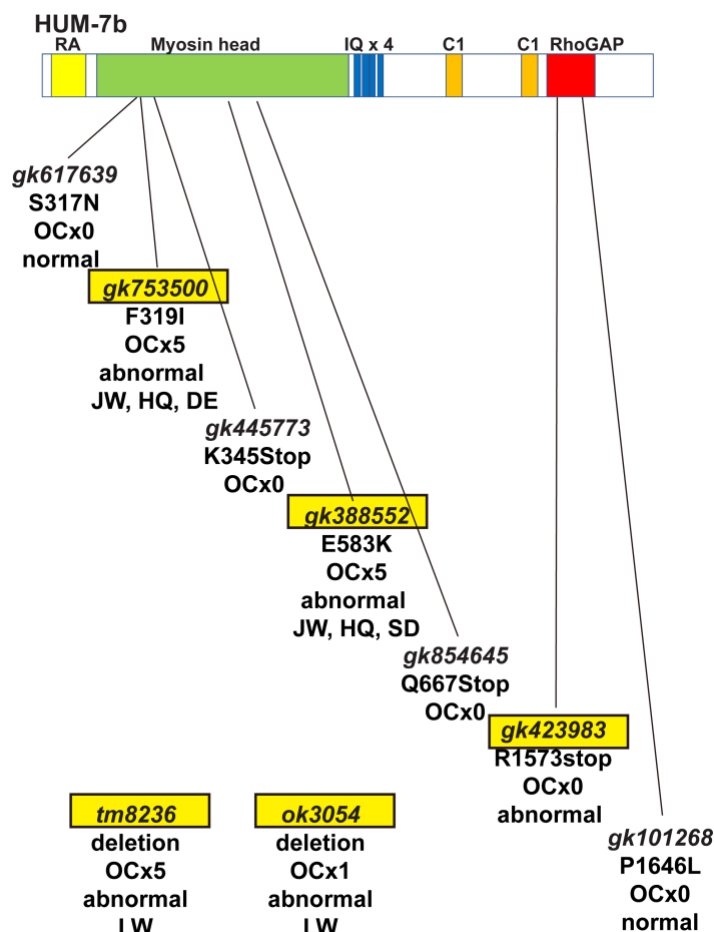 HUM-7b
RA
Myosin head
IQ x 4
C1
C1
RhoGAP
gk617639
S317N
OCx0
normal
gk753500
F319I
OCx5
abnormal
JW, HQ, DE
gk445773
K345Stop
OCx0
gk388552
E583K
OCx5
abnormal
JW, HQ, SD
gk854645
Q667Stop
OCx0
gk423983
R1573stop
OCx0
abnormal
gk101268
P1646L
OCx0
normal
tm8236
deletion
OCx5
abnormal
ok3054
deletion
OCx1
abnormal